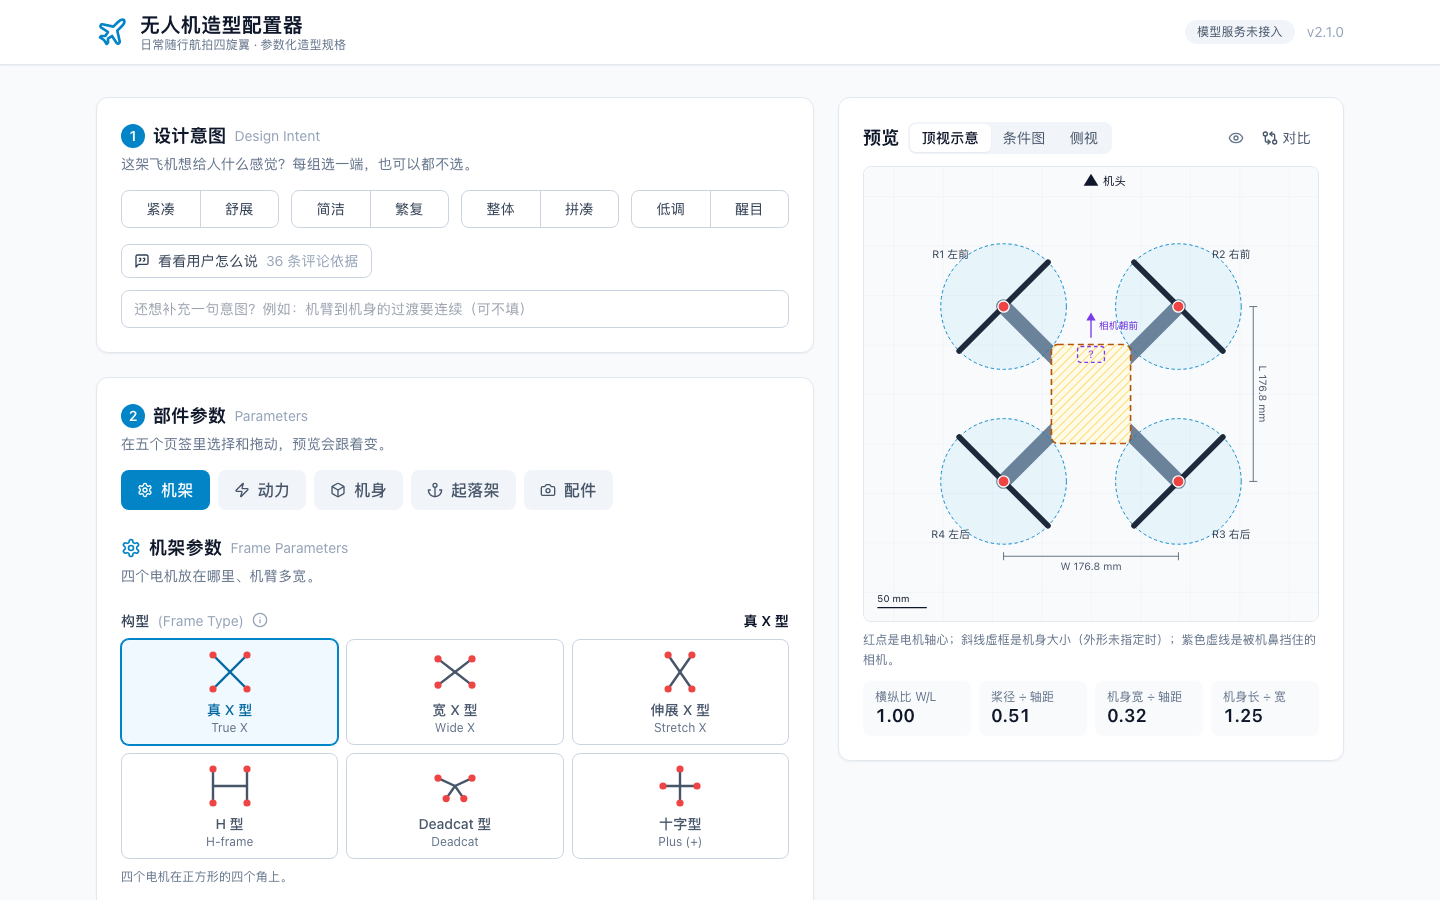 无人机造型配置器
日常随行航拍四旋翼 · 参数化造型规格
模型服务未接入 v2.1.0
1 设计意图 Design Intent
这架飞机想给人什么感觉？每组选一端，也可以都不选。
紧凑 舒展 简洁 繁复 整体 拼凑 低调 醒目
看看用户怎么说 36 条评论依据
还想补充一句意图？例如：机臂到机身的过渡要连续（可不填）
2 部件参数 Parameters
在五个页签里选择和拖动，预览会跟着变。
机架 动力 机身 起落架 配件
机架参数 Frame Parameters
四个电机放在哪里、机臂多宽。
构型 (Frame Type) 真 X 型
真 X 型 宽 X 型 伸展 X 型
True X Wide X Stretch X
H 型 Deadcat 型 十字型
H-frame Deadcat Plus (+)
四个电机在正方形的四个角上。
预览 顶视示意 条件图 侧视 对比
机头
R1 左前 R2 右前
相机朝前
?
L 176.8 mm
R4 左后 R3 右后
W 176.8 mm
50 mm
红点是电机轴心；斜线虚框是机身大小（外形未指定时）；紫色虚线是被机鼻挡住的
相机。
横纵比 W/L 桨径 ÷ 轴距 机身宽 ÷ 轴距 机身长 ÷ 宽
1.00 0.51 0.32 1.25